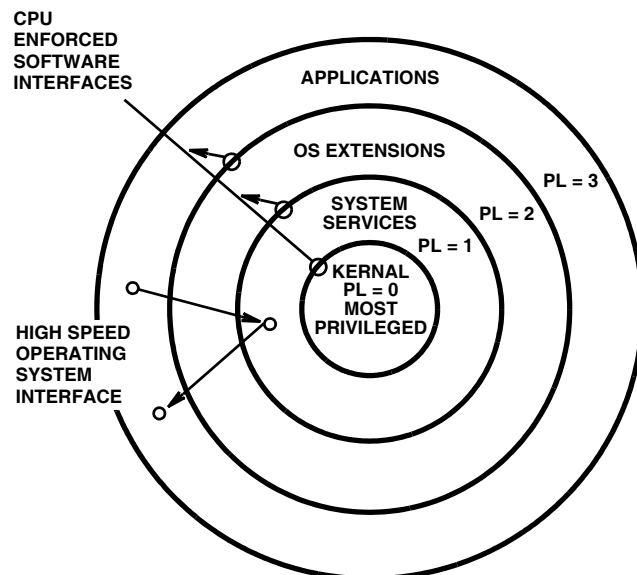 CPU
ENFORCED
SOFTWARE
INTERFACES
APPLICATIONS
OS EXTENSIONS
PL = 3
SYSTEM
SERVICES
PL = 2
PL = 1
KERNAL
PL = 0
MOST
PRIVILEGED
HIGH SPEED
OPERATING
SYSTEM
INTERFACE